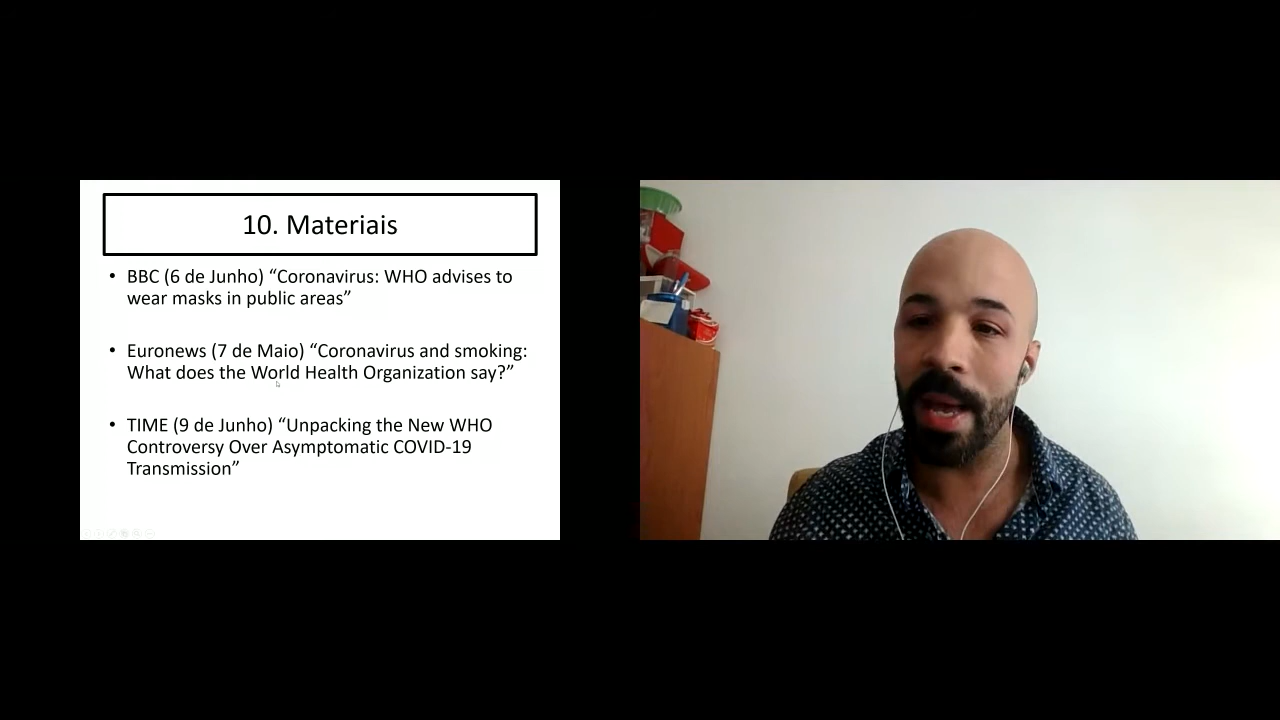 10. Materiais
• BBC (6 de Junho) “Coronavirus: WHO advises to
wear masks in public areas”
• Euronews (7 de Maio) “Coronavirus and smoking:
What does the World Health Organization say?”
• TIME (9 de Junho) “Unpacking the New WHO
Controversy Over Asymptomatic COVID-19
Transmission”